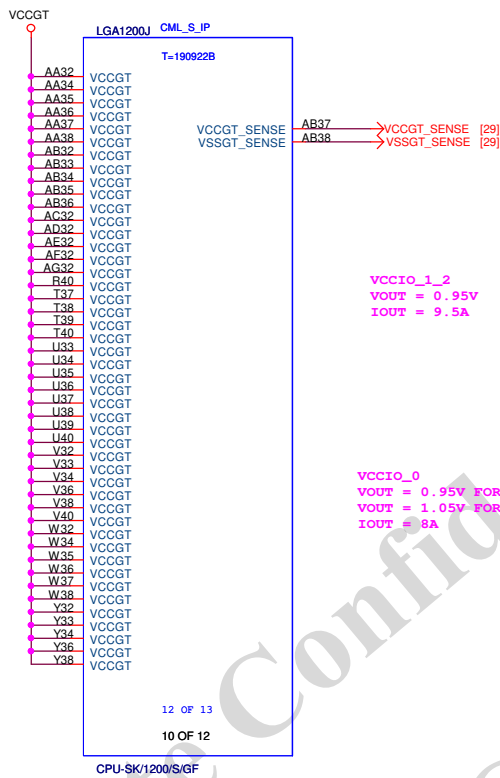 VCCGT
LGA1200J CML_S_IP
T=190922B
AA32 VCCGT
AA34 VCCGT
AA35 VCCGT
AA36 VCCGT
AA37 VCCGT
AA38 VCCGT
AB32 VCCGT
AB33 VCCGT
AB34 VCCGT
AB35 VCCGT
AB36 VCCGT
AC32 VCCGT
AD32 VCCGT
AE32 VCCGT
AF32 VCCGT
AG32 VCCGT
R40 VCCGT
T37 VCCGT
T38 VCCGT
T39 VCCGT
T40 VCCGT
U33 VCCGT
U34 VCCGT
U35 VCCGT
U36 VCCGT
U37 VCCGT
U38 VCCGT
U39 VCCGT
U40 VCCGT
V32 VCCGT
V33 VCCGT
V34 VCCGT
V36 VCCGT
V38 VCCGT
V40 VCCGT
W32 VCCGT
W34 VCCGT
W35 VCCGT
W36 VCCGT
W37 VCCGT
W38 VCCGT
Y32 VCCGT
Y33 VCCGT
Y34 VCCGT
Y36 VCCGT
Y38 VCCGT
VCCGT_SENSE AB37 VCCGT_SENSE [29]
VSSGT_SENSE AB38 VSSGT_SENSE [29]
VCCIO_1_2
VOUT = 0.95V
IOUT = 9.5A
VCCIO_0
VOUT = 0.95V FOR
VOUT = 1.05V FOR
IOUT = 8A
12 OF 13
10 OF 12
CPU-SK/1200/S/GF